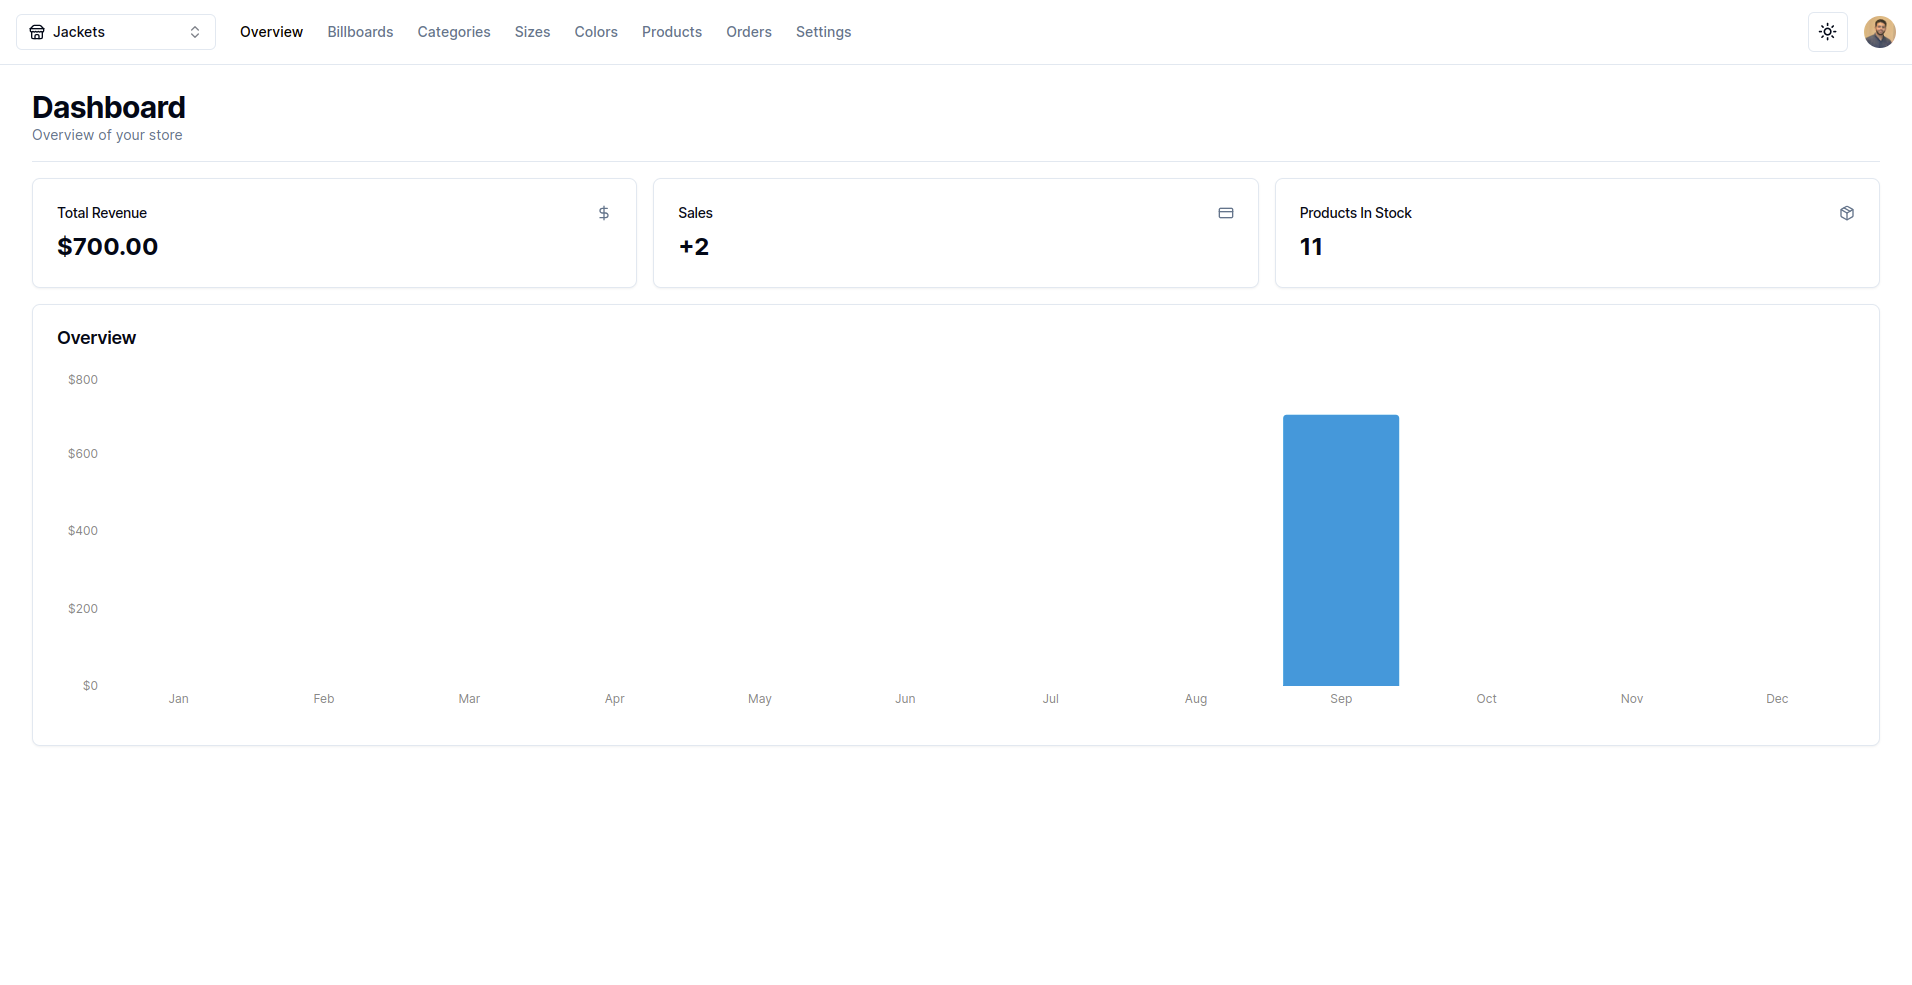 Jackets Overview Billboards Categories Sizes Colors Products Orders Settings
Dashboard
Overview of your store
Total Revenue
$700.00
Sales
+2
Products In Stock
11
Overview
$800
$600
$400
$200
$0
Jan Feb Mar Apr May Jun Jul Aug Sep Oct Nov Dec